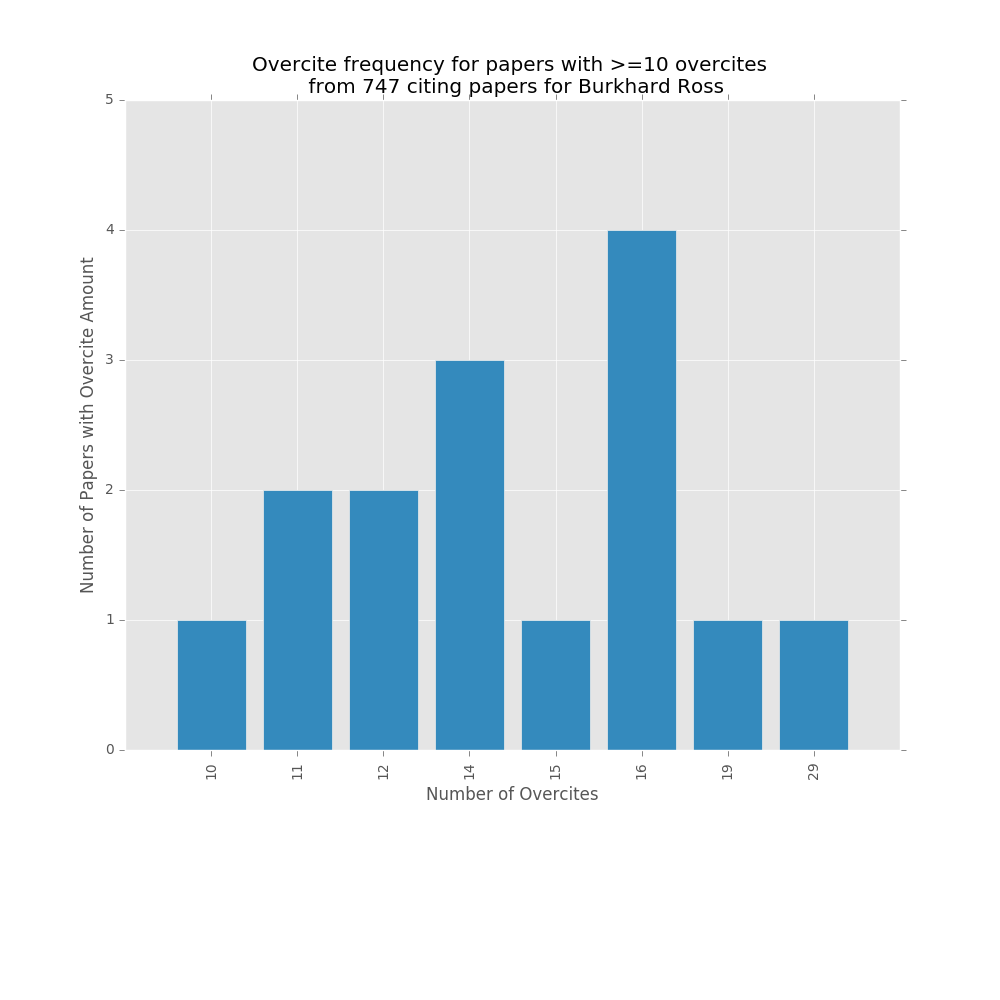 Overcite frequency for papers with >=10 overcites
from 747 citing papers for Burkhard Ross
5
4
3
2
1
0
Number of Papers with Overcite Amount
10 11 12 14 15 16 19 29
Number of Overcites